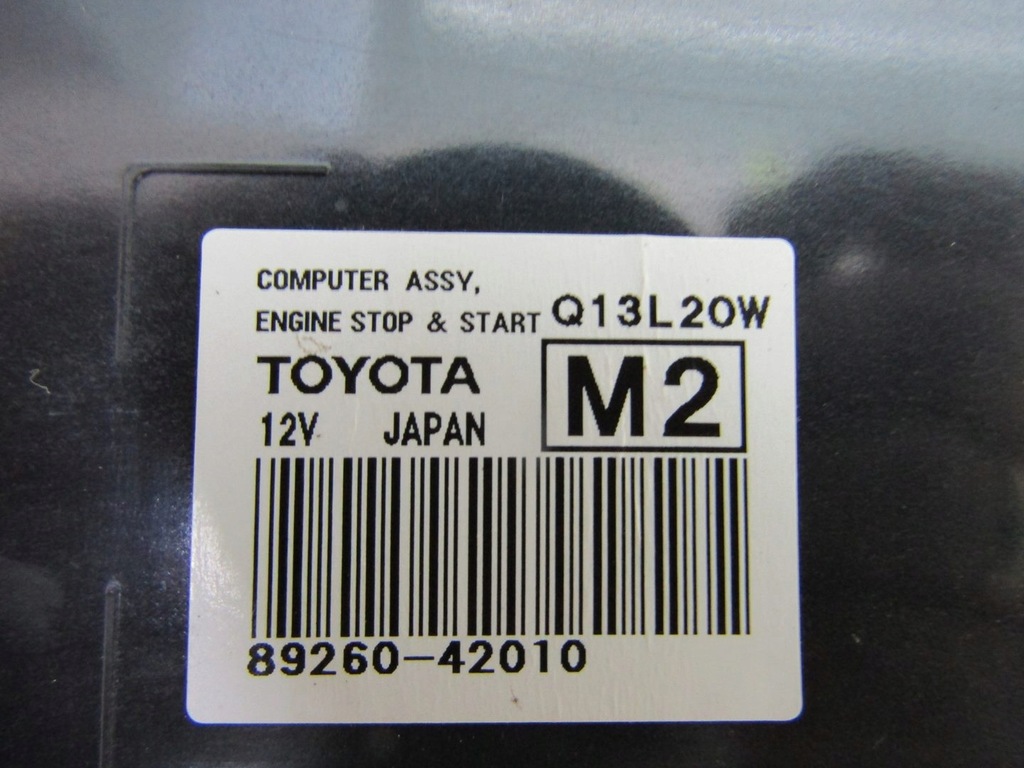 COMPUTER ASSY,
ENGINE STOP & START Q13L20W
TOYOTA M2
12V JAPAN
89260-42010